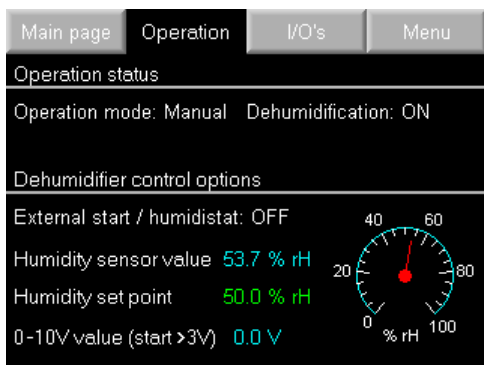 Main page Operation I/O's Menu
Operation status
Operation mode: Manual Dehumidification: ON
Dehumidifier control options
External start / humidistat: OFF
Humidity sensor value 53.7 % rH
Humidity set point 50.0 % rH
0-10V value (start >3V) 0.0 V
40 60
20 80
0 % rH 100